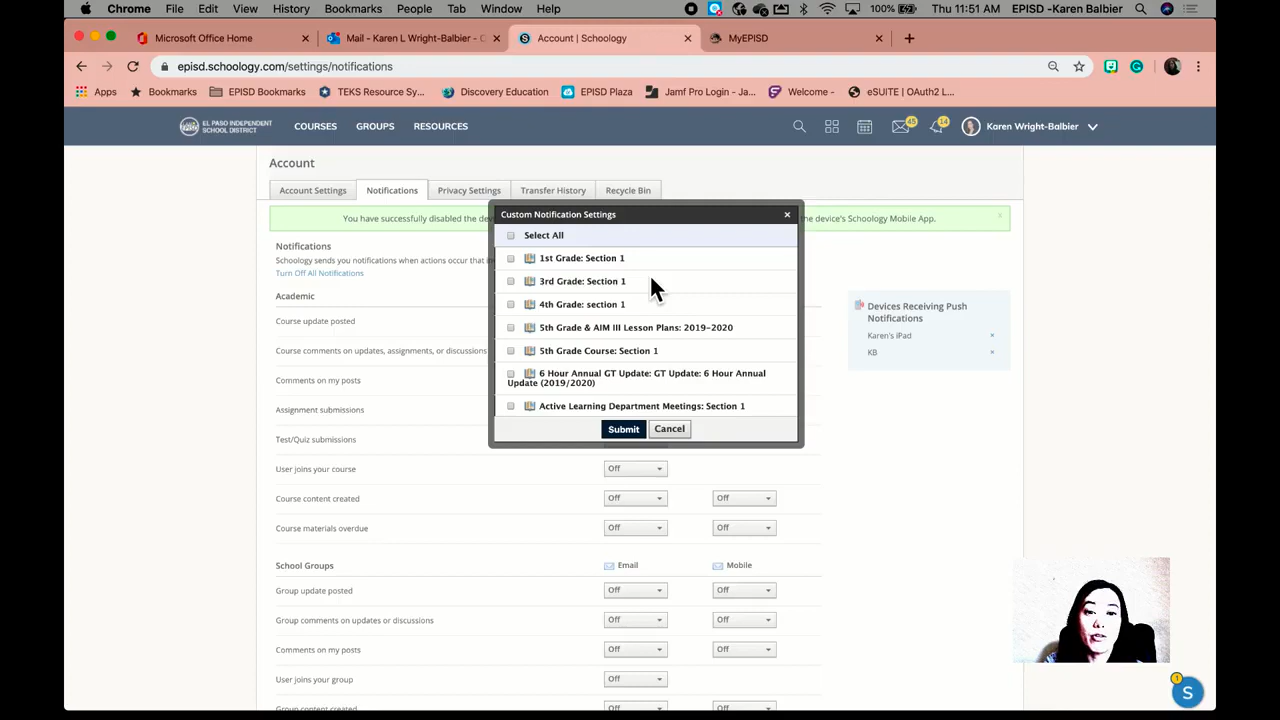 Chrome File Edit View History Bookmarks People Tab Window Help 100% Thu 11:51 AM EPISD -Karen Balbier
Microsoft Office Home
Mail - Karen L Wright-Balbier -
Account | Schoology
MyEPISD
episd.schoology.com/settings/notifications
Apps Bookmarks EPISD Bookmarks TEKS Resource Sy... Discovery Education EPISD Plaza Jamf Pro Login - Ja... Welcome - eSUITE | OAuth2 L...
EL PASO INDEPENDENT
SCHOOL DISTRICT
COURSES GROUPS RESOURCES 45 14 Karen Wright-Balbier
Account
Account Settings Notifications Privacy Settings Transfer History Recycle Bin
You have successfully disabled the the device's Schoology Mobile App.
Custom Notification Settings
Select All
1st Grade: Section 1
3rd Grade: Section 1
4th Grade: section 1
5th Grade & AIM III Lesson Plans: 2019-2020
5th Grade Course: Section 1
6 Hour Annual GT Update: GT Update: 6 Hour Annual
Update (2019/2020)
Active Learning Department Meetings: Section 1
Submit Cancel
Notifications
Schoology sends you notifications when actions occur that
Turn Off All Notifications
Academic
Course update posted
Course comments on updates, assignments, or discussions
Comments on my posts
Assignment submissions
Test/Quiz submissions
User joins your course Off
Course content created Off Off
Course materials overdue Off Off
School Groups Email Mobile
Group update posted Off Off
Group comments on updates or discussions Off Off
Comments on my posts Off Off
User joins your group Off
Group content created Off Off
Devices Receiving Push
Notifications
Karen's iPad
KB
1
S